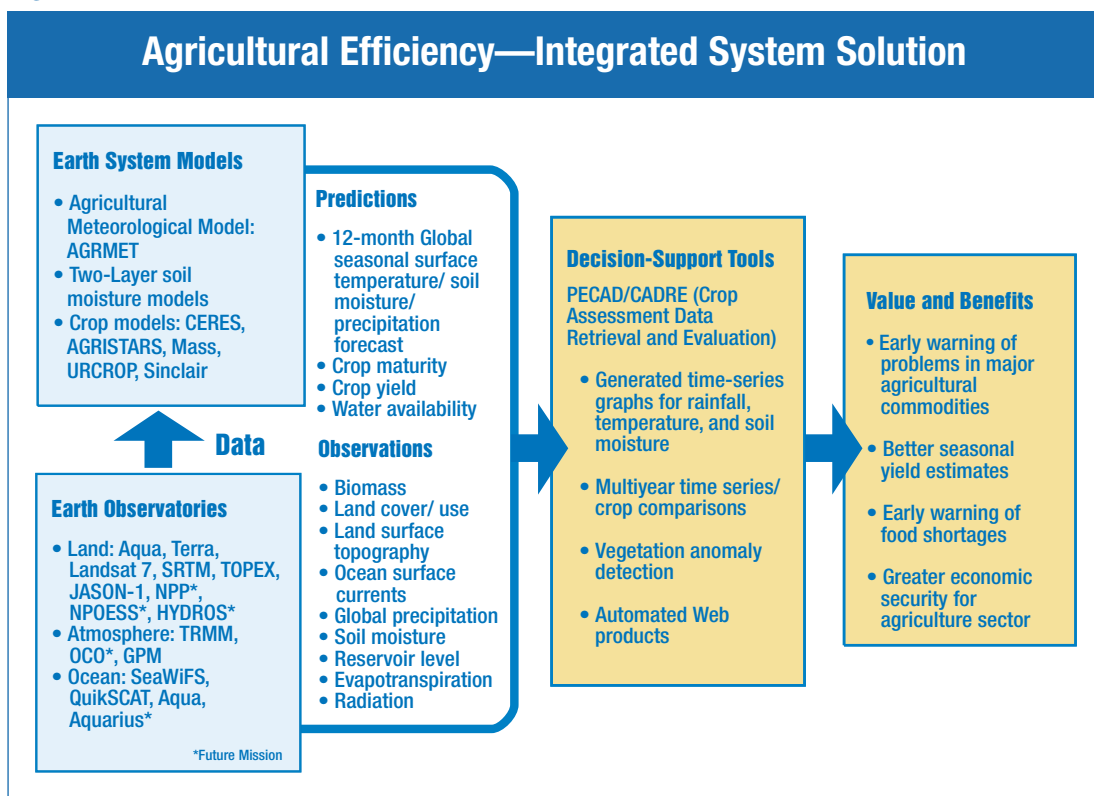 Agricultural Efficiency—Integrated System Solution
Earth System Models
• Agricultural
Meteorological Model:
AGRMET
• Two-Layer soil
moisture models
• Crop models: CERES,
AGRISTARS, Mass,
URCROP, Sinclair
Data
Earth Observatories
• Land: Aqua, Terra,
Landsat 7, SRTM, TOPEX,
JASON-1, NPP*,
NPOESS*, HYDROS*
• Atmosphere: TRMM,
OCO*, GPM
• Ocean: SeaWiFS,
QuikSCAT, Aqua,
Aquarius*
*Future Mission
Predictions
• 12-month Global
seasonal surface
temperature/ soil
moisture/
precipitation
forecast
• Crop maturity
• Crop yield
• Water availability
Observations
• Biomass
• Land cover/ use
• Land surface
topography
• Ocean surface
currents
• Global precipitation
• Soil moisture
• Reservoir level
• Evapotranspiration
• Radiation
Decision-Support Tools
PECAD/CADRE (Crop
Assessment Data
Retrieval and Evaluation)
• Generated time-series
graphs for rainfall,
temperature, and soil
moisture
• Multiyear time series/
crop comparisons
• Vegetation anomaly
detection
• Automated Web
products
Value and Benefits
• Early warning of
problems in major
agricultural
commodities
• Better seasonal
yield estimates
• Early warning of
food shortages
• Greater economic
security for
agriculture sector